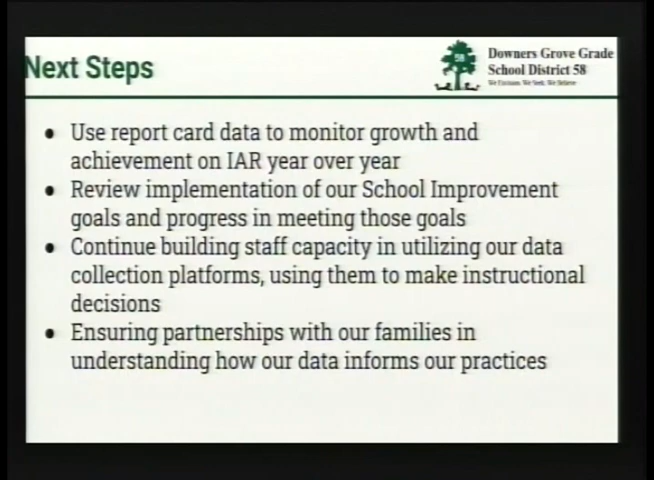 Next Steps
58
Downers Grove Grade
School District 58
● Use report card data to monitor growth and
achievement on IAR year over year
● Review implementation of our School Improvement
goals and progress in meeting those goals
● Continue building staff capacity in utilizing our data
collection platforms, using them to make instructional
decisions
● Ensuring partnerships with our families in
understanding how our data informs our practices